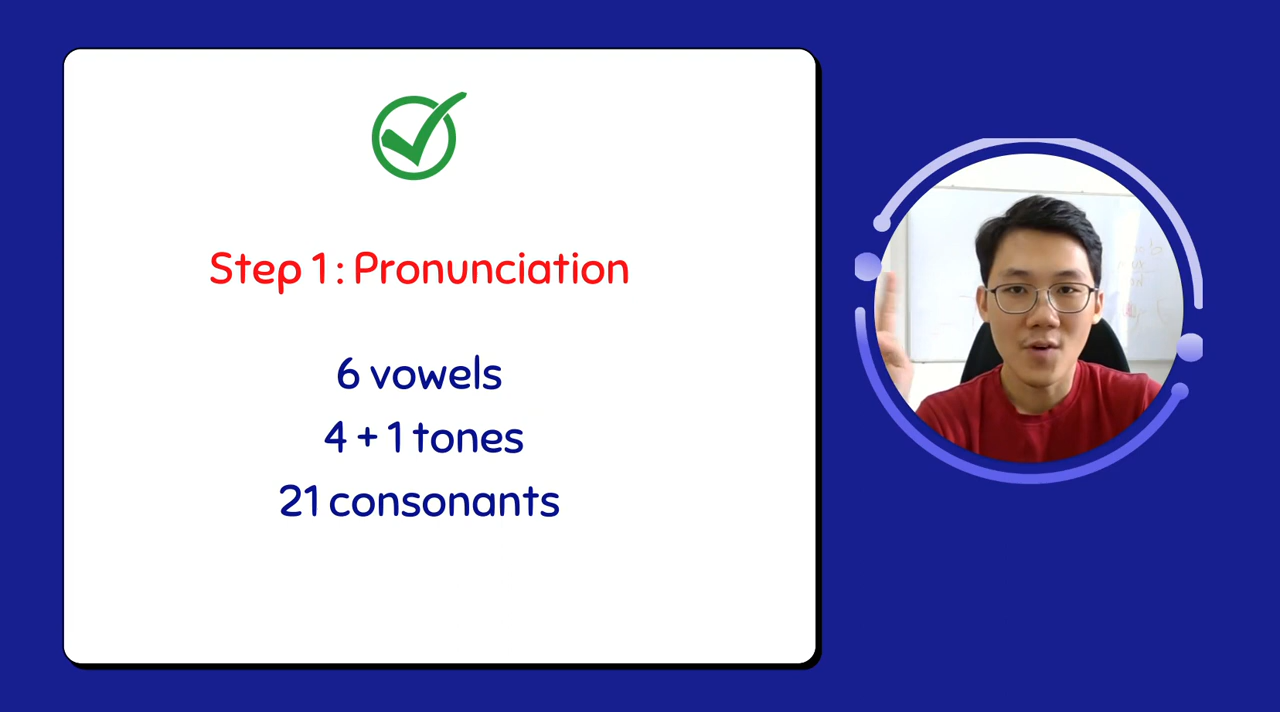 Step 1 : Pronunciation
6 vowels
4 + 1 tones
21 consonants